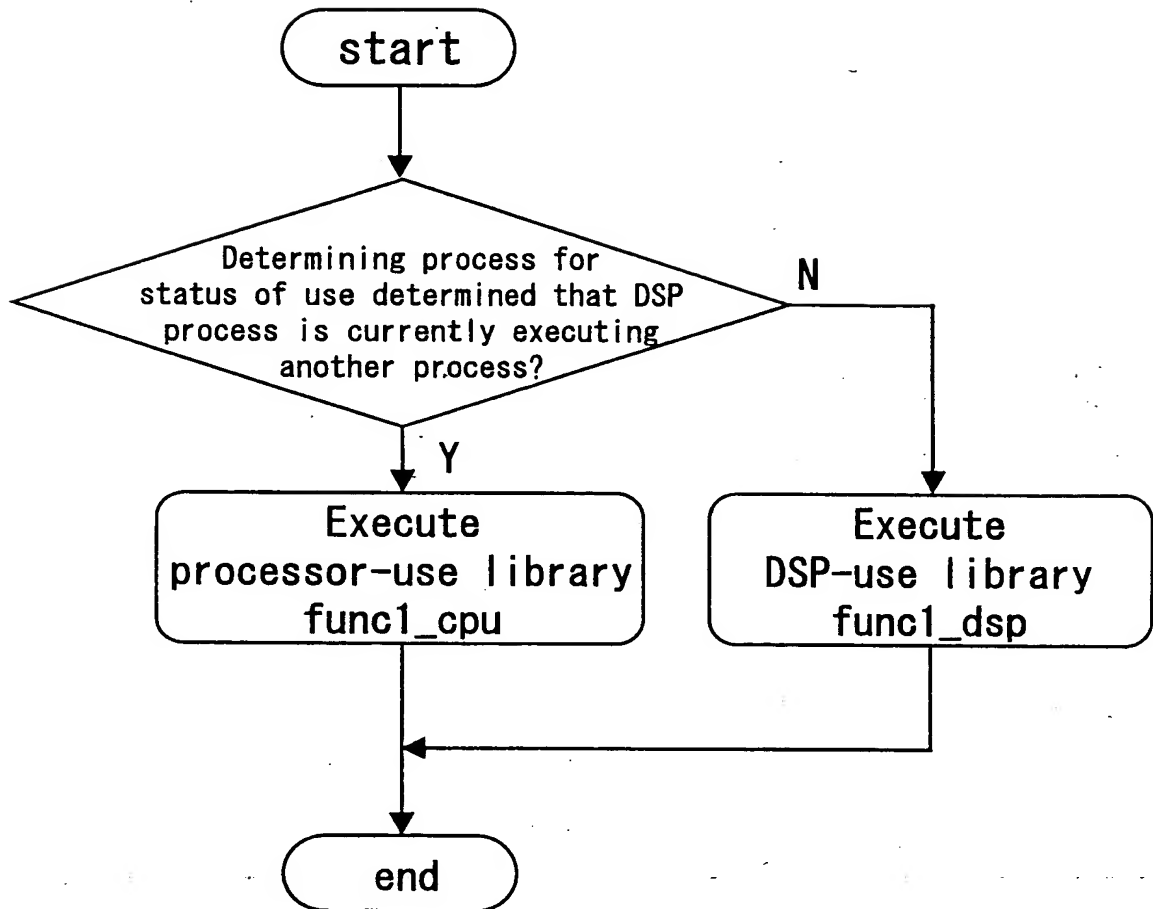 start
Determining process for
status of use determined that DSP
process is currently executing
another process?
N
Y
Execute
processor-use library
func1_cpu
Execute
DSP-use library
func1_dsp
end